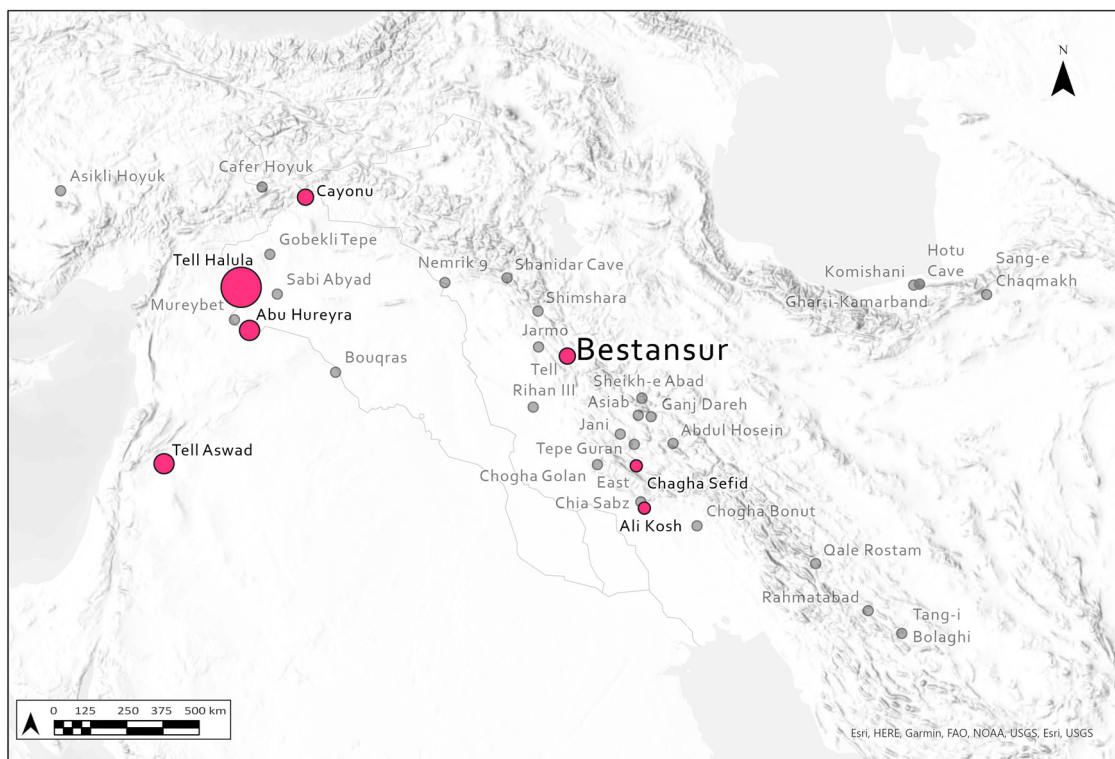 N
Asikli Hoyuk
Cafer Hoyuk
Cayonu
Gobekli Tepe
Tell Halula
Sabi Abyad
Mureybet
Abu Hureyra
Bouqras
Tell Aswad
Nemrik 9
Shanidar Cave
Shimshara
Jarmo
Bestansur
Tell
Rihan III
Sheikh-e Abad
Asiab
Ganj Dareh
Jani
Abdul Hosein
Tepe Guran
Chogha Golan
Chagha Sefid
East
Chia Sabz
Ali Kosh
Chogha Bonut
Komishani
Hotu
Cave
Sang-e
Chaqmakh
Ghar-i-Kamarband
Qale Rostam
Rahmatabad
Tang-i
Bolaghi
0 125 250 375 500 km
Esri, HERE, Garmin, FAO, NOAA, USGS, Esri, USGS